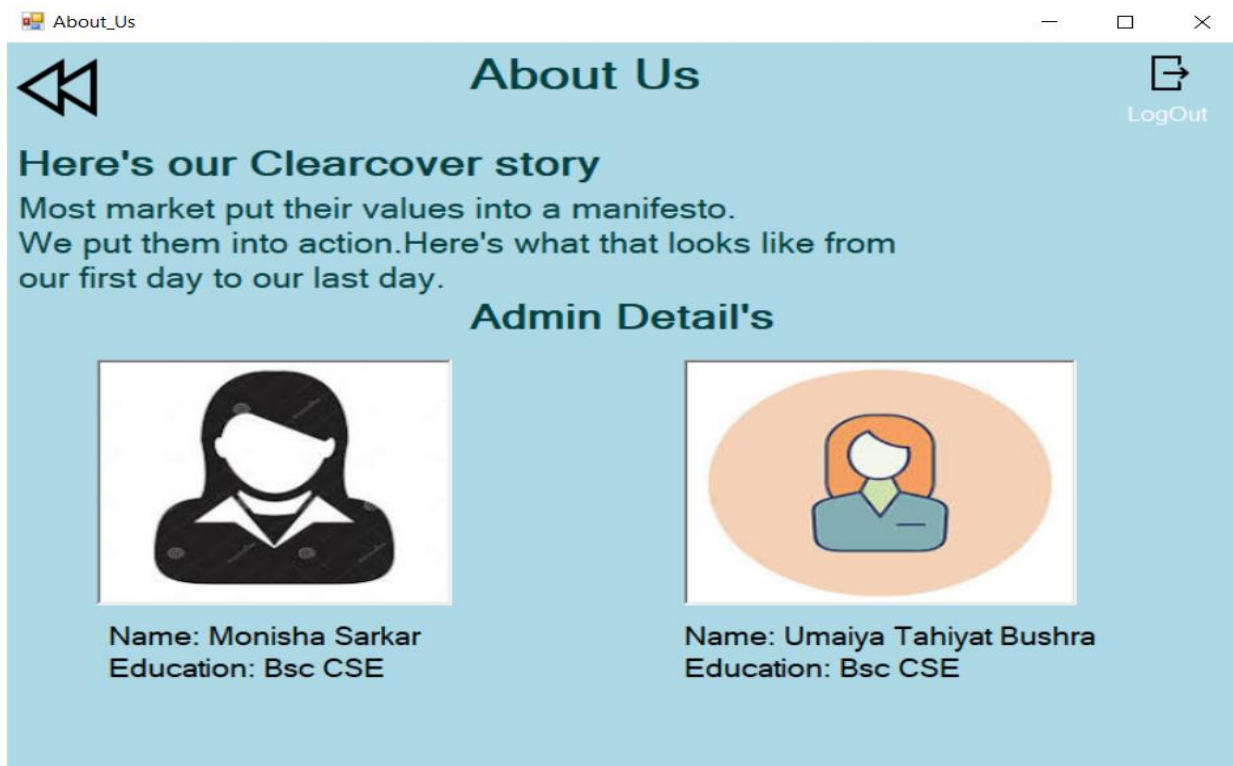 About_Us
About Us
LogOut
Here's our Clearcover story
Most market put their values into a manifesto.
We put them into action.Here's what that looks like from
our first day to our last day.
Admin Detail's
Name: Monisha Sarkar
Education: Bsc CSE
Name: Umaiya Tahiyat Bushra
Education: Bsc CSE